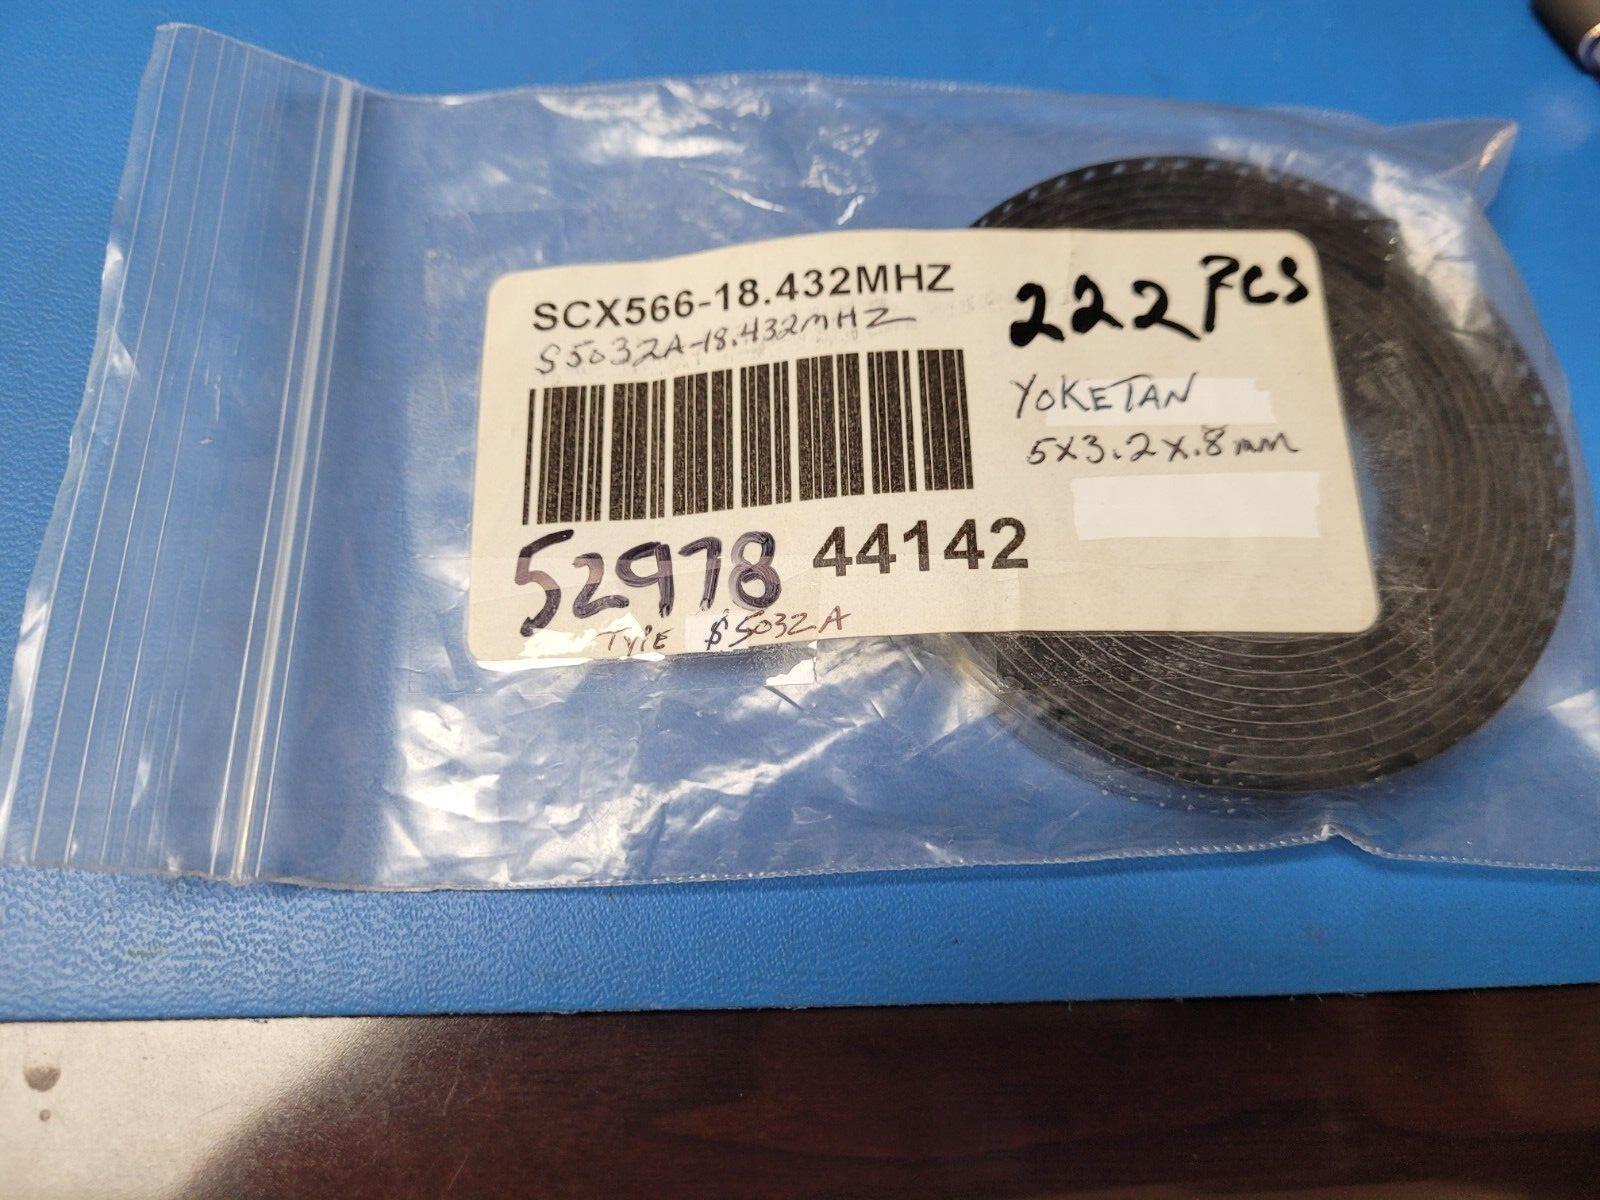 SCX566-18.432MHZ
S5032A-18.432MHZ
222 PCS
YOKETAN
5X3.2X.8mm
52978 44142
TYPE S5032A